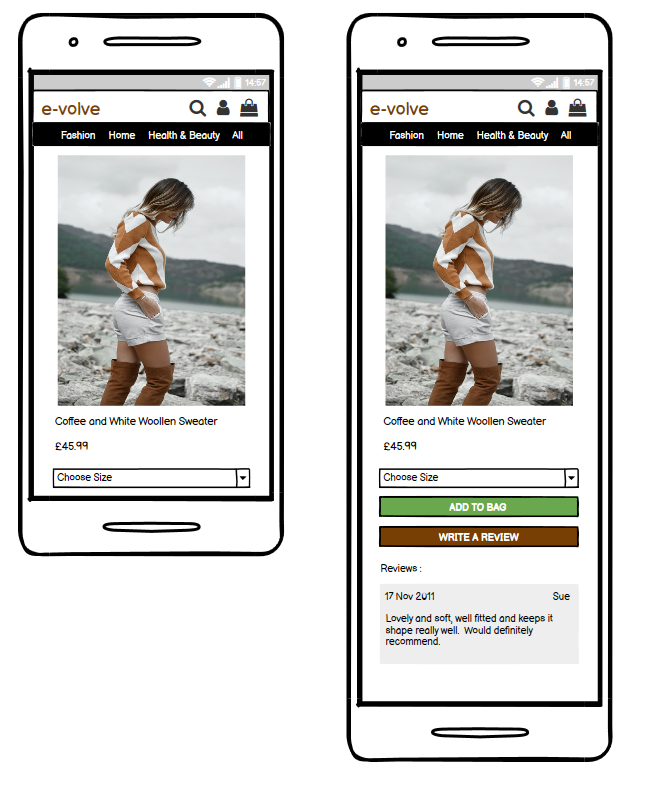 14:57
e-volve
Fashion Home Health & Beauty All
Coffee and White Woollen Sweater
£45.99
Choose Size
14:57
e-volve
Fashion Home Health & Beauty All
Coffee and White Woollen Sweater
£45.99
Choose Size
ADD TO BAG
WRITE A REVIEW
Reviews :
17 Nov 2011 Sue
Lovely and soft, well fitted and keeps it
shape really well. Would definitely
recommend.